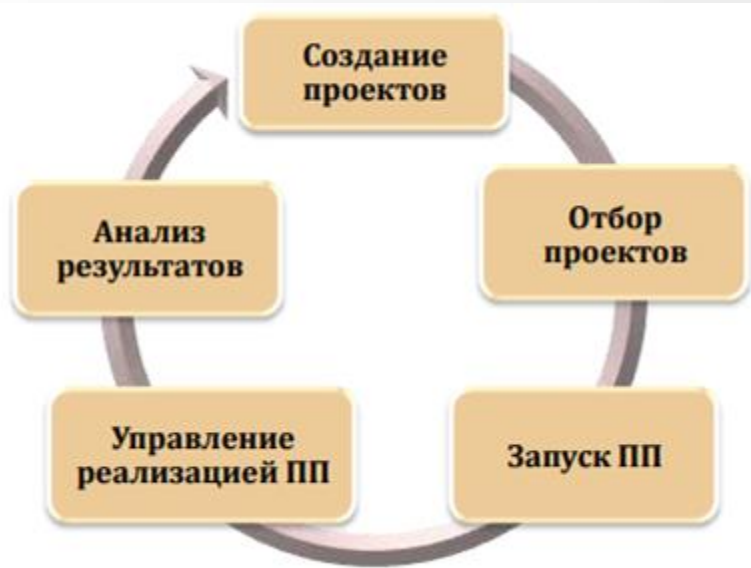 Создание
проектов
Отбор
проектов
Запуск ПП
Управление
реализацией ПП
Анализ
результатов